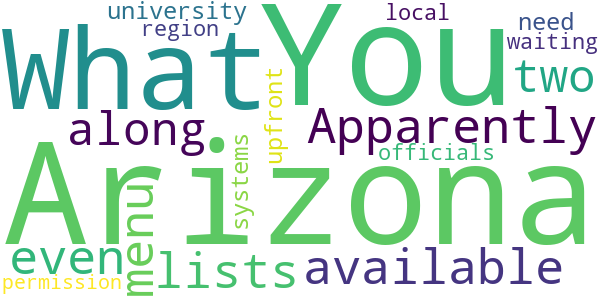 university
local
need
region
waiting
What
You
two
along
upfront
Apparently
officials
Arizona
systems
menu
even
lists
available
permission